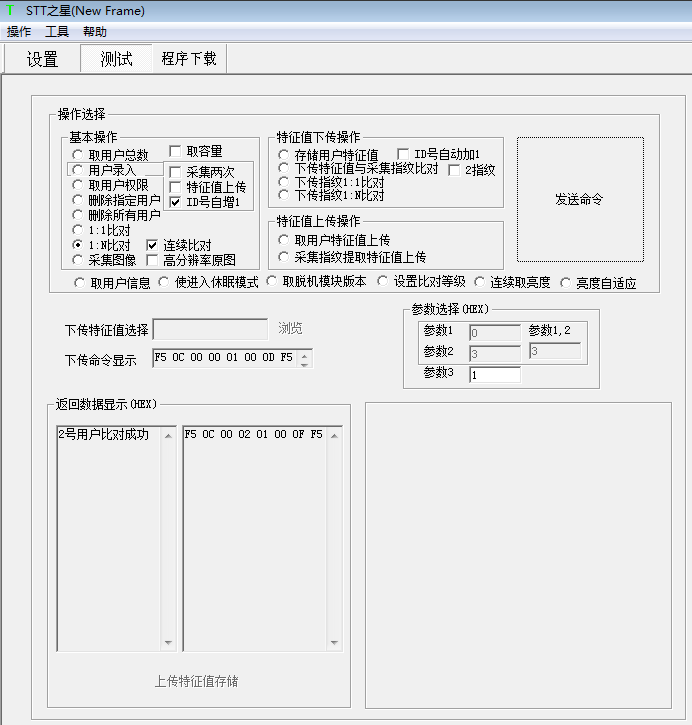 T STT之星(New Frame)
操作 工具 帮助
设置 测试 程序下载
操作选择
基本操作
取用户总数 取容量
用户录入 采集两次
取用户权限 特征值上传
删除指定用户 ID号自增1
删除所有用户
1:1比对
1:N比对 连续比对
采集图像 高分辨率原图
特征值下传操作
存储用户特征值 ID号自动加1
下传特征值与采集指纹比对 2指纹
下传指纹1:1比对
下传指纹1:N比对
特征值上传操作
取用户特征值上传
采集指纹提取特征值上传
发送命令
取用户信息 使进入休眠模式 取脱机模块版本 设置比对等级 连续取亮度 亮度自适应
下传特征值选择 浏览
下传命令显示 F5 0C 00 00 01 00 0D F5
参数选择(HEX)
参数1 0 参数1,2
参数2 3 3
参数3 1
返回数据显示(HEX)
2号用户比对成功 F5 0C 00 02 01 00 0F F5
上传特征值存储